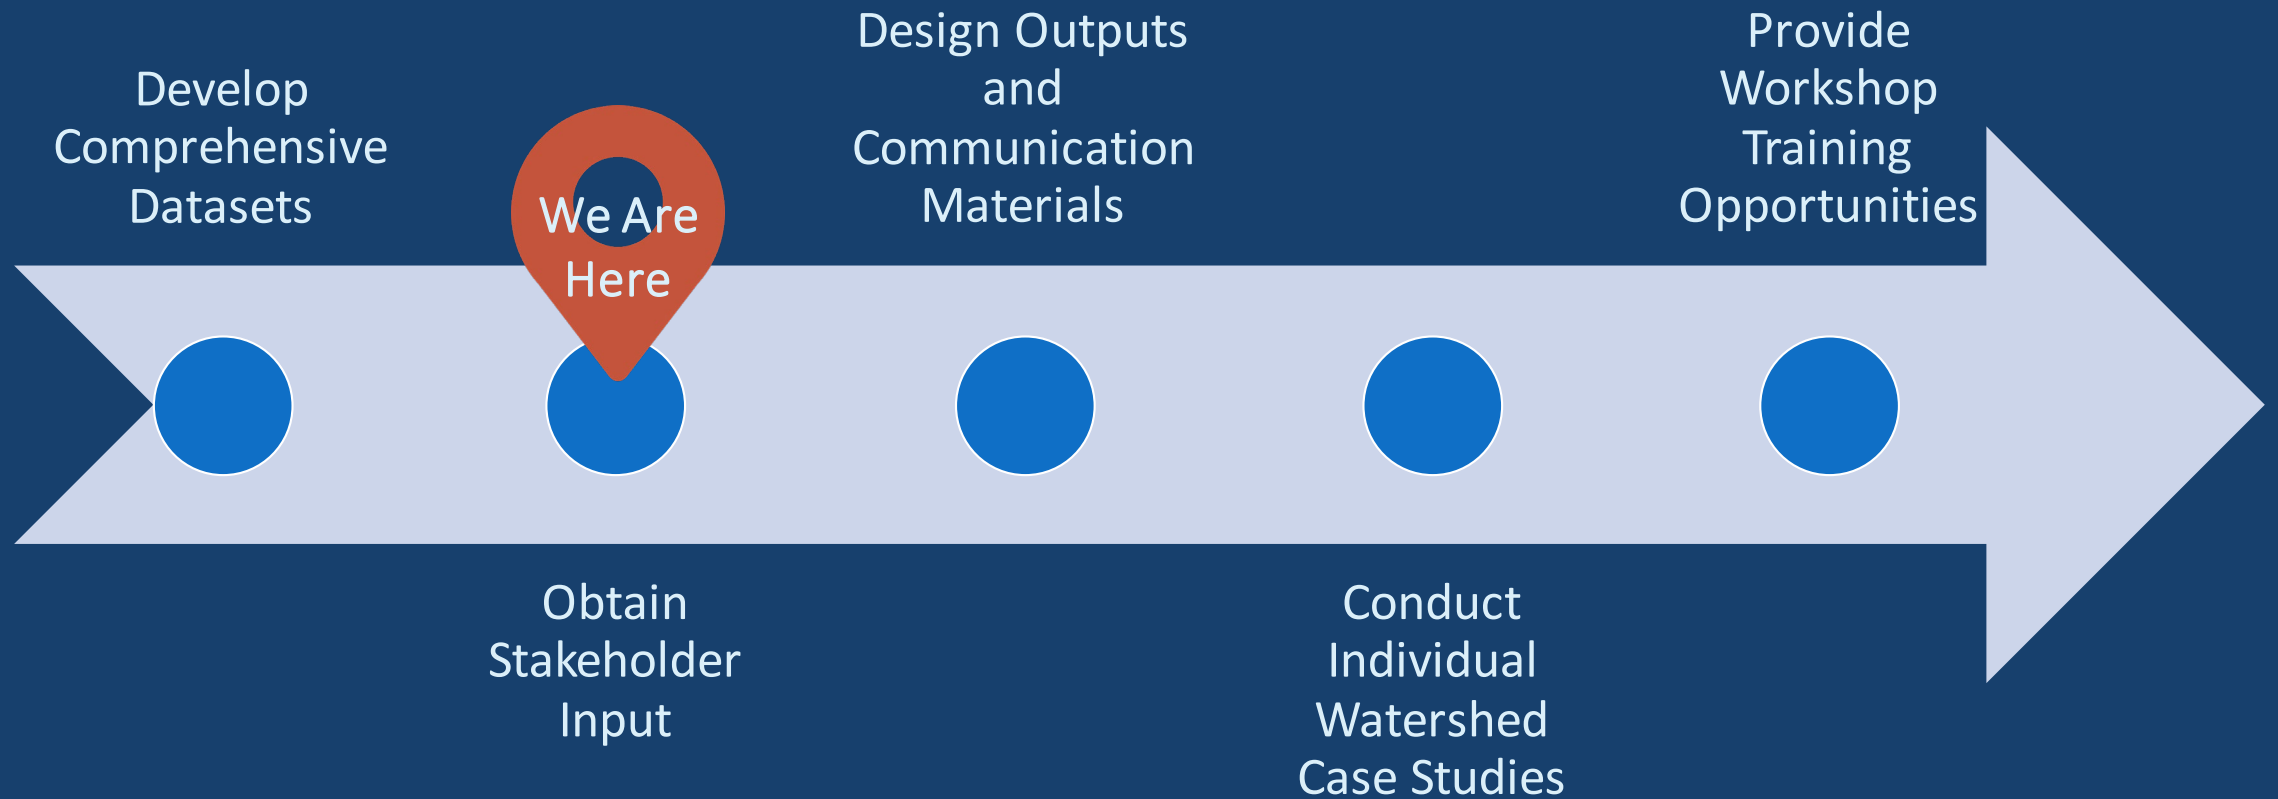 Develop
Comprehensive
Datasets
We Are
Here
Obtain
Stakeholder
Input
Design Outputs
and
Communication
Materials
Conduct
Individual
Watershed
Case Studies
Provide
Workshop
Training
Opportunities